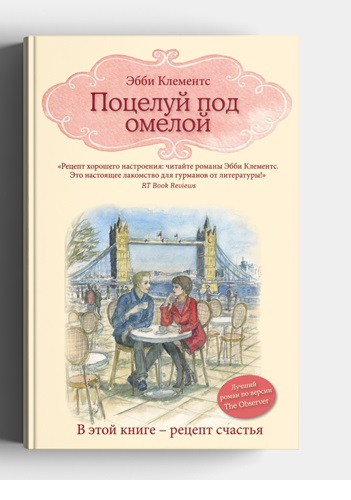 Эбби Клементс
Поцелуй под
омелой
«Рецепт хорошего настроения: читайте романы Эбби Клементс.
Это настоящее лакомство для гурманов от литературы!»
RT Book Reviews
Лучший
роман по версии
The Observer
В этой книге – рецепт счастья